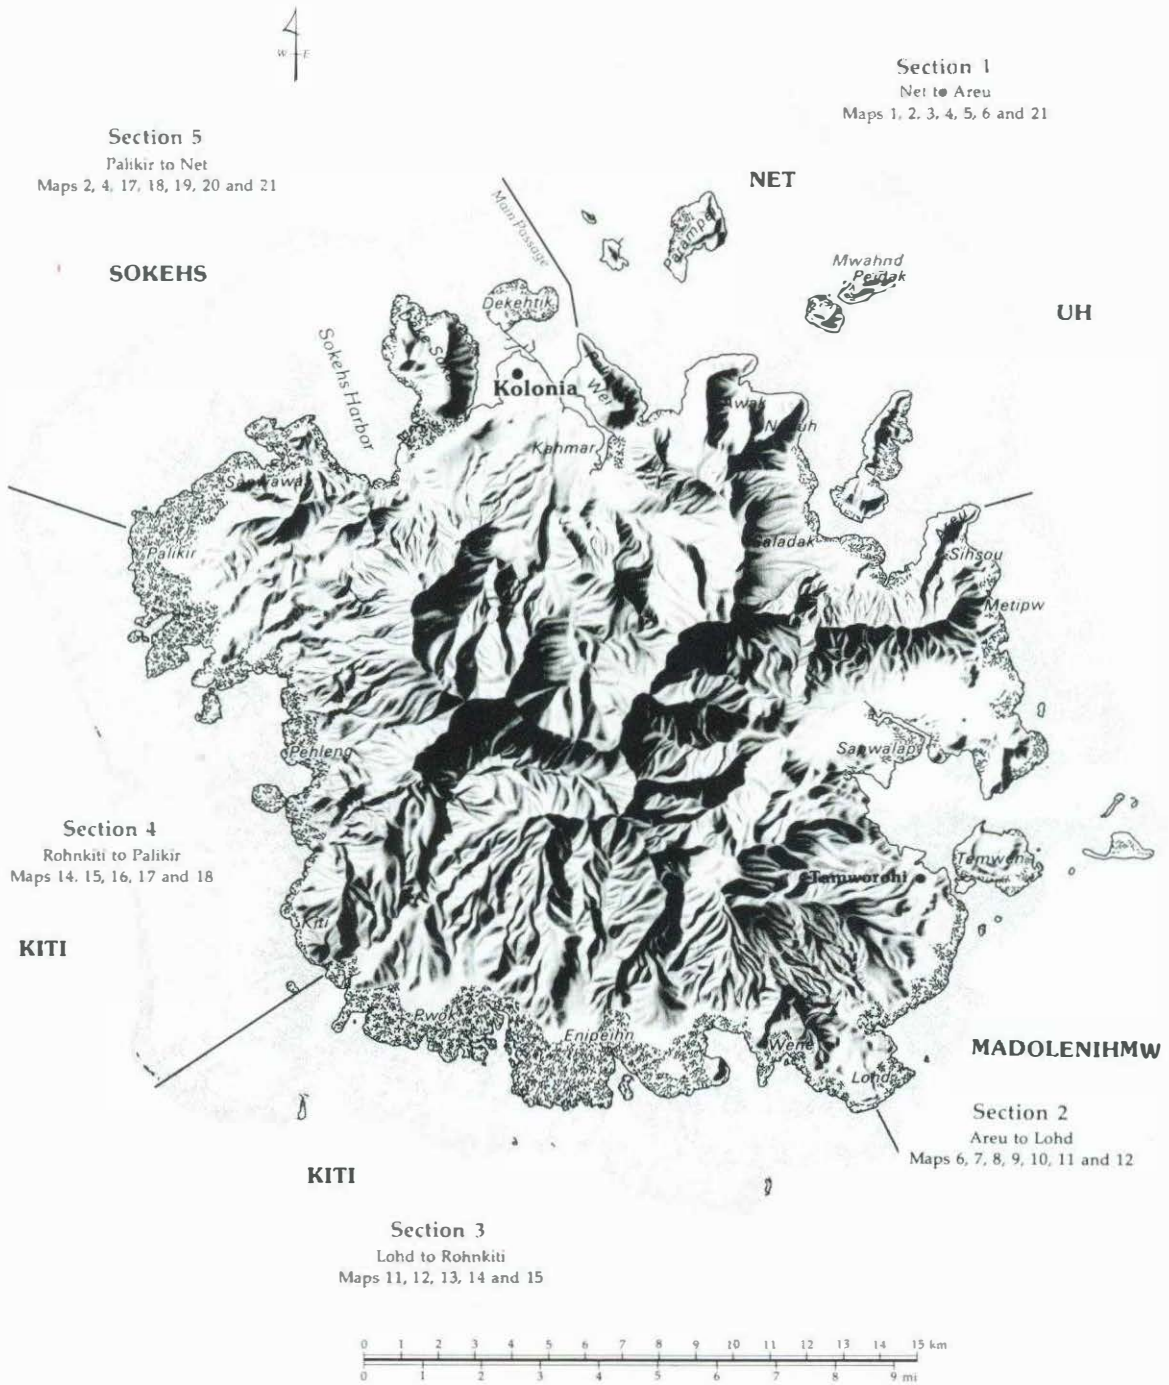 W E
Section 1
Net to Areu
Maps 1, 2, 3, 4, 5, 6 and 21
Section 5
Palikir to Net
Maps 2, 4, 17, 18, 19, 20 and 21
NET
Main Passage
Parampei
SOKEHS
Mwahnd
Peidak
UH
Dekehtik
Sokehs Harbor
Kolonia
Wei
Awak
Kahmar
Sapwawa
Palikir
Saladak
Areu
Sihsou
Metipw
Pehleng
Sapwalap
Section 4
Rohnkiti to Palikir
Maps 14, 15, 16, 17 and 18
Temwen
Tamworohi
Kiti
KITI
Pwok
Enipeihn
Wene
Lohd
MADOLENIHMW
Section 2
Areu to Lohd
Maps 6, 7, 8, 9, 10, 11 and 12
KITI
Section 3
Lohd to Rohnkiti
Maps 11, 12, 13, 14 and 15
0 1 2 3 4 5 6 7 8 9 10 11 12 13 14 15 km
0 1 2 3 4 5 6 7 8 9 mi